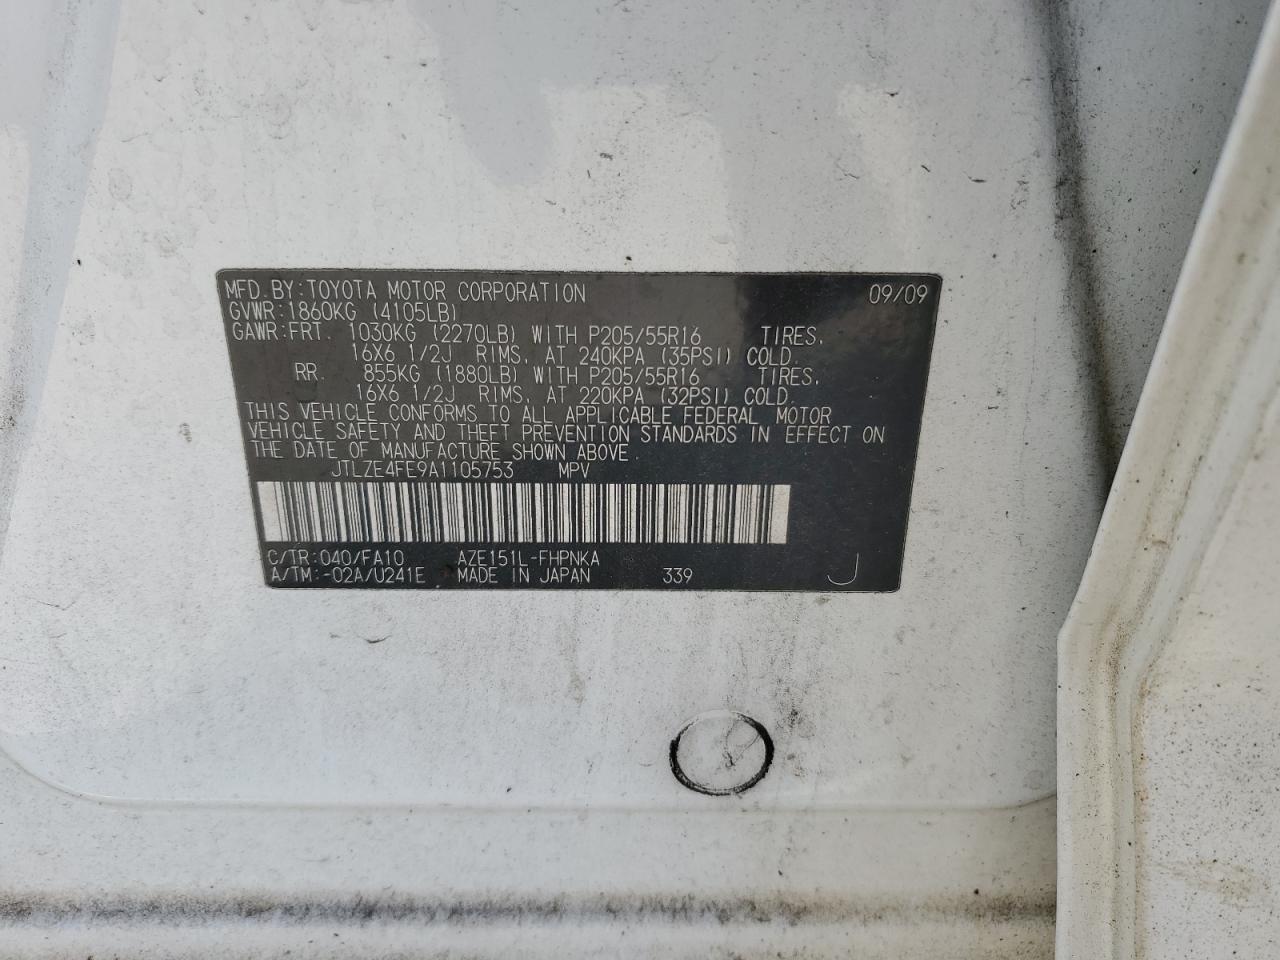 MFD.BY:TOYOTA MOTOR CORPORATION 09/09
GVWR:1860KG (4105LB)
GAWR:FRT. 1030KG (2270LB) WITH P205/55R16 TIRES,
16X6 1/2J RIMS, AT 240KPA (35PSI) COLD.
RR. 855KG (1880LB) WITH P205/55R16 TIRES,
16X6 1/2J RIMS, AT 220KPA (32PSI) COLD.
THIS VEHICLE CONFORMS TO ALL APPLICABLE FEDERAL MOTOR
VEHICLE SAFETY AND THEFT PREVENTION STANDARDS IN EFFECT ON
THE DATE OF MANUFACTURE SHOWN ABOVE.
JTLZE4FE9A1105753 MPV
C/TR:040/FA10 AZE151L-FHPNKA
A/TM:-02A/U241E MADE IN JAPAN 339 J